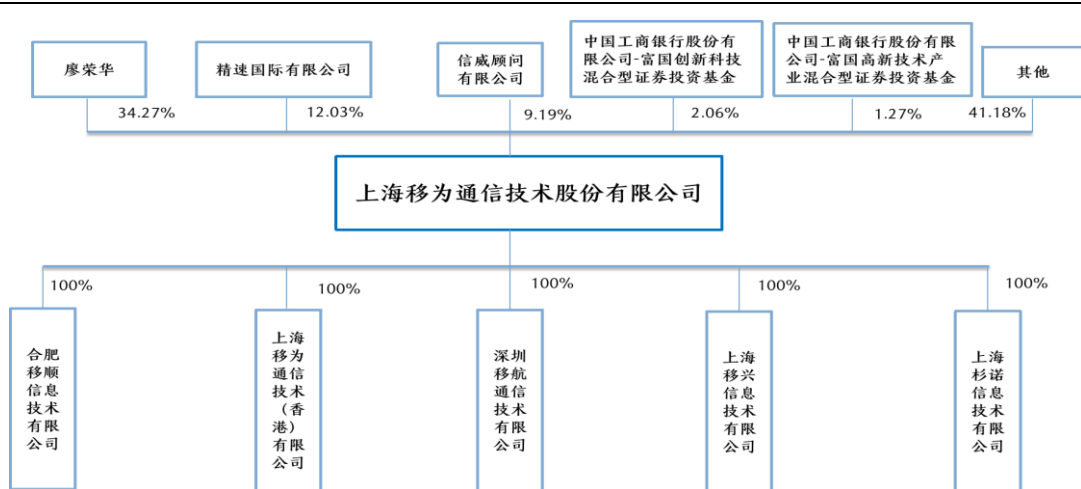 廖荣华
精速国际有限公司
信威顾问
有限公司
中国工商银行股份有
限公司-富国创新科技
混合型证券投资基金
中国工商银行股份有限
公司-富国高新技术产
业混合型证券投资基金
其他
34.27%
12.03%
9.19%
2.06%
1.27%
41.18%
上海移为通信技术股份有限公司
100%
100%
100%
100%
100%
合肥
移顺
信息
技术
有限
公司
上海
移为
通信
技术
（香
港）
有限
公司
深圳
移航
通信
技术
有限
公司
上海
移兴
信息
技术
有限
公司
上海
杉诺
信息
技术
有限
公司